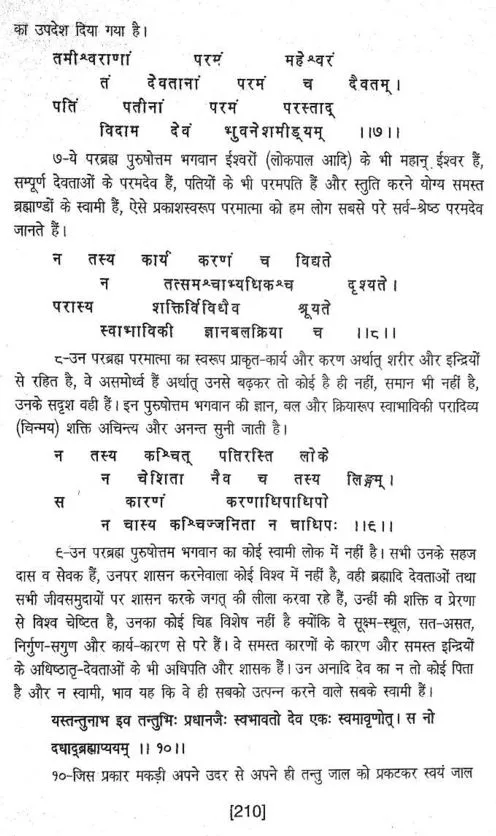 का उपदेश दिया गया है।
तमीश्वराणां परमं महेश्वरं
तं देवतानां परमं च दैवतम्।
पतिं पतीनां परमं परस्ताद्
विदाम देवं भुवनेशमीड्यम् ।।७।।
७-ये परब्रह्म पुरुषोत्तम भगवान ईश्वरों (लोकपाल आदि) के भी महान् ईश्वर हैं,
सम्पूर्ण देवताओं के परमदेव हैं, पतियों के भी परमपति हैं और स्तुति करने योग्य समस्त
ब्रह्माण्डों के स्वामी हैं, ऐसे प्रकाशस्वरूप परमात्मा को हम लोग सबसे परे सर्व-श्रेष्ठ परमदेव
जानते हैं।
न तस्य कार्य करणं च विद्यते
न तत्समश्चाभ्यधिकश्च दृश्यते।
परास्य शक्तिर्विविधैव श्रूयते
स्वाभाविकी ज्ञानबलक्रिया च ।।८।।
८-उन परब्रह्म परमात्मा का स्वरूप प्राकृत-कार्य और करण अर्थात् शरीर और इन्द्रियों
से रहित है, वे असमोर्ध्व हैं अर्थात् उनसे बढ़कर तो कोई है ही नहीं, समान भी नहीं है,
उनके सदृश वही हैं। इन पुरुषोत्तम भगवान की ज्ञान, बल और क्रियारूप स्वाभाविकी परादिव्य
(चिन्मय) शक्ति अचिन्त्य और अनन्त सुनी जाती है।
न तस्य कश्चित् पतिरस्ति लोके
न चेशिता नैव च तस्य लिङ्गम्।
स कारणं करणाधिपाधिपो
न चास्य कश्चिज्जनिता न चाधिपः ।।९।।
९-उन परब्रह्म पुरुषोत्तम भगवान का कोई स्वामी लोक में नहीं है। सभी उनके सहज
दास व सेवक हैं, उनपर शासन करनेवाला कोई विश्व में नहीं है, वही ब्रह्मादि देवताओं तथा
सभी जीवसमुदायों पर शासन करके जगत् की लीला करवा रहे हैं, उन्हीं की शक्ति व प्रेरणा
से विश्व चेष्टित है, उनका कोई चिह्न विशेष नहीं है क्योंकि वे सूक्ष्म-स्थूल, सत-असत,
निर्गुण-सगुण और कार्य-कारण से परे हैं। वे समस्त कारणों के कारण और समस्त इन्द्रियों
के अधिष्ठातृ-देवताओं के भी अधिपति और शासक हैं। उन अनादि देव का न तो कोई पिता
है और न स्वामी, भाव यह कि वे ही सबको उत्पन्न करने वाले सबके स्वामी हैं।
यस्तन्तुनाभ इव तन्तुभिः प्रधानजैः स्वभावतो देव एकः स्वमावृणोत्। स नो
दधाद्ब्रह्माप्ययम् ।। १०।।
१०-जिस प्रकार मकड़ी अपने उदर से अपने ही तन्तु जाल को प्रकटकर स्वयं जाल
[210]